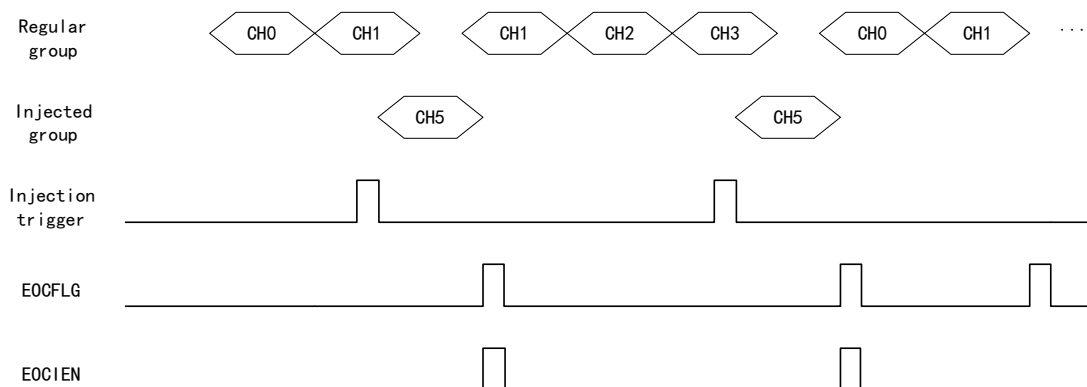 Regular
group
CH0 CH1 CH1 CH2 CH3 CH0 CH1 ...
Injected
group
CH5 CH5
Injection
trigger
EOCFLG
EOCIEN